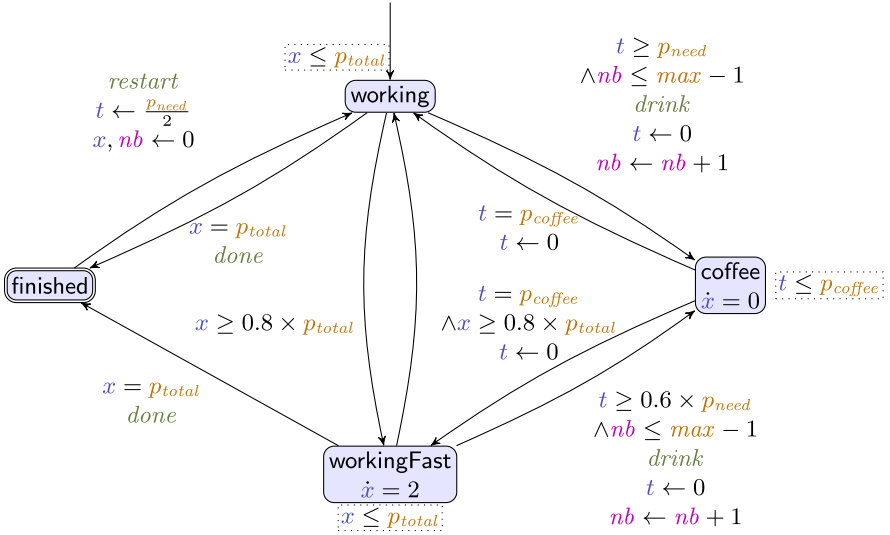 x ≤ p_total
working
restart
t ← p_need/2
x, nb ← 0
t ≥ p_need
∧nb ≤ max − 1
drink
t ← 0
nb ← nb + 1
x = p_total
done
t = p_coffee
t ← 0
finished
coffee
ẋ = 0
t ≤ p_coffee
x ≥ 0.8 × p_total
t = p_coffee
∧x ≥ 0.8 × p_total
t ← 0
x = p_total
done
t ≥ 0.6 × p_need
∧nb ≤ max − 1
drink
t ← 0
nb ← nb + 1
workingFast
ẋ = 2
x ≤ p_total